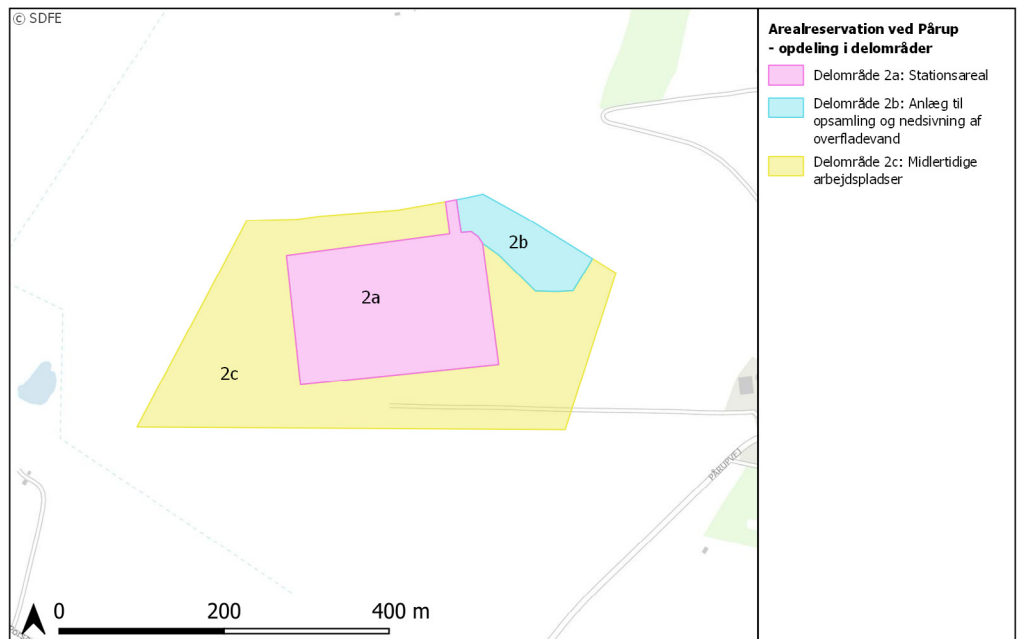 © SDFE
Arealreservation ved Pårup
- opdeling i delområder
Delområde 2a: Stationsareal
Delområde 2b: Anlæg til
opsamling og nedsivning af
overfladevand
Delområde 2c: Midlertidige
arbejdspladser
2b
2a
2c
PÅRUPVEJ
0 200 400 m